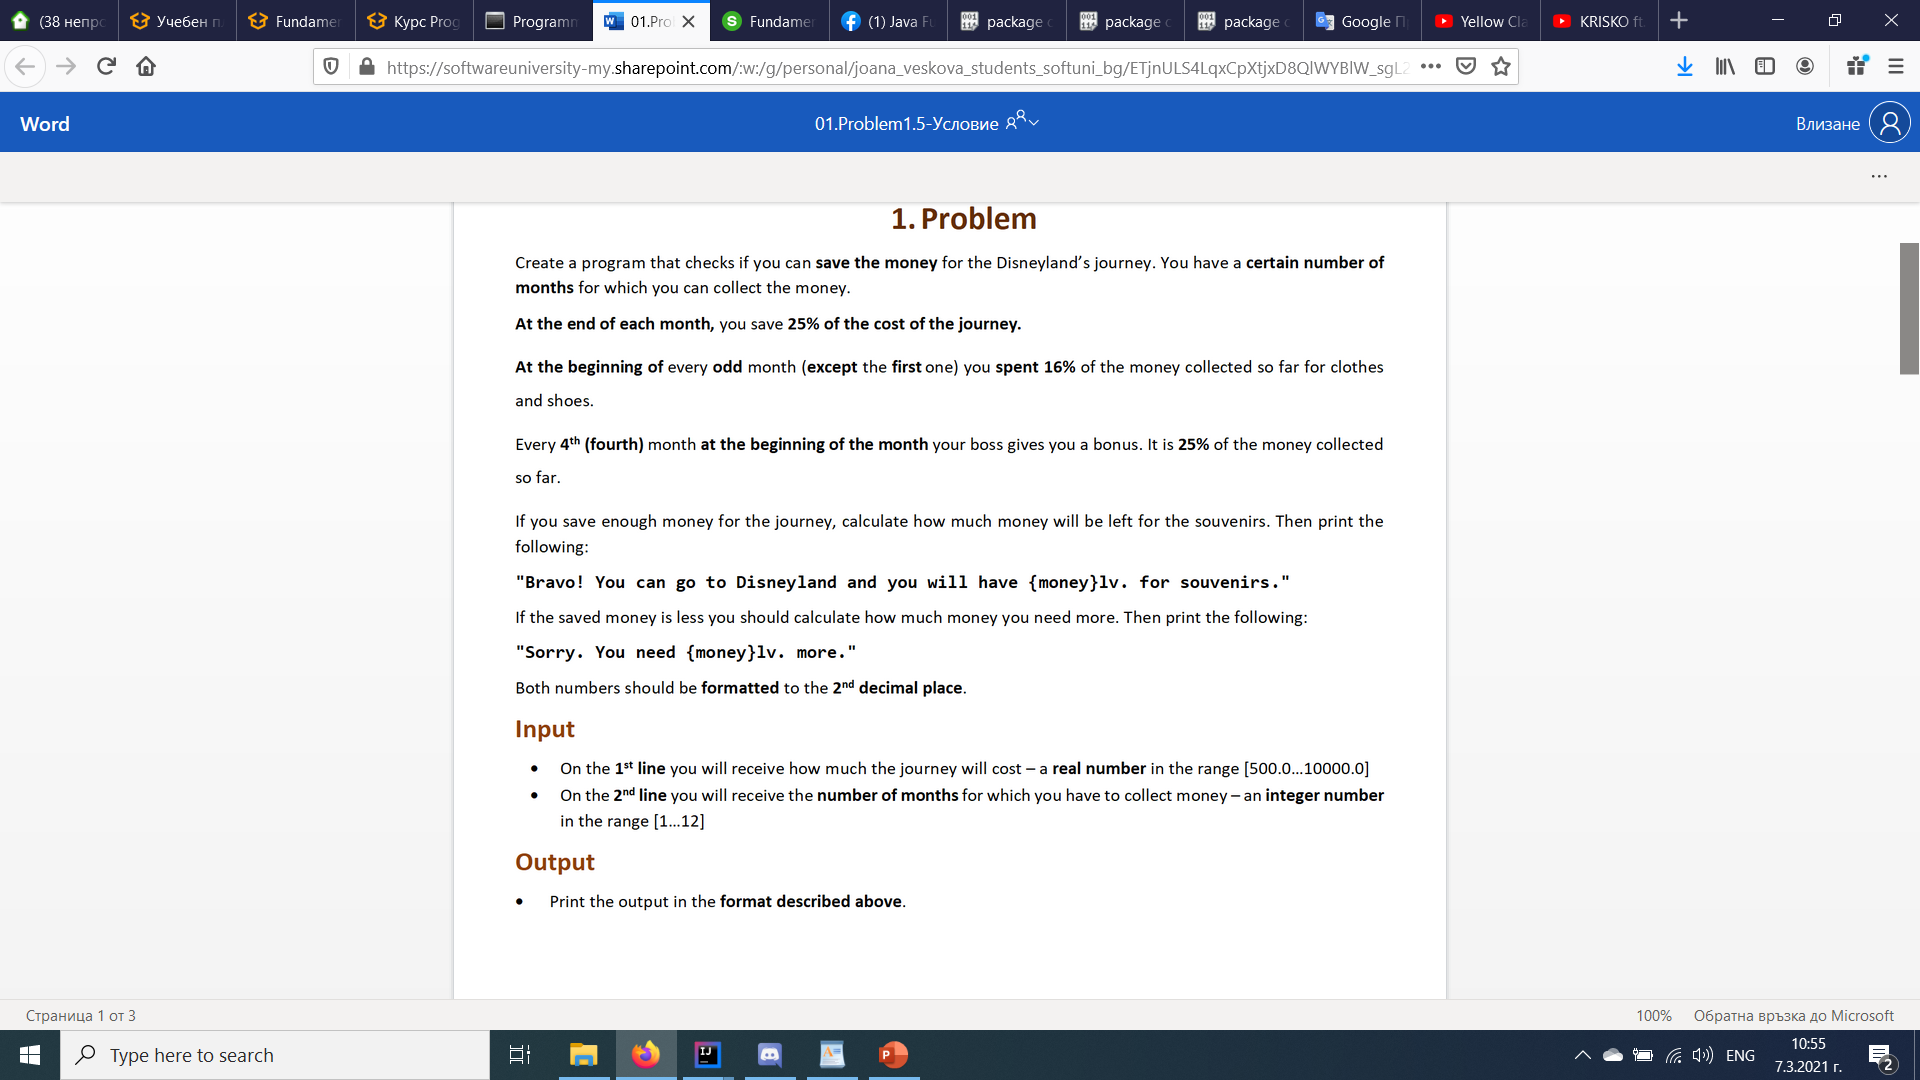 (38 непро
Учебен п
Fundamer
Курс Prog
Programm
01.Pro
Fundamer
(1) Java Fu
package c
package c
package c
Google П
Yellow Cla
KRISKO ft
https://softwareuniversity-my.sharepoint.com/:w:/g/personal/joana_veskova_students_softuni_bg/ETjnULS4LqxCpXtjxD8QlWYBlW_sgL2
Word
01.Problem1.5-Условие
Влизане
1. Problem
Create a program that checks if you can save the money for the Disneyland’s journey. You have a certain number of
months for which you can collect the money.
At the end of each month, you save 25% of the cost of the journey.
At the beginning of every odd month (except the first one) you spent 16% of the money collected so far for clothes
and shoes.
Every 4th (fourth) month at the beginning of the month your boss gives you a bonus. It is 25% of the money collected
so far.
If you save enough money for the journey, calculate how much money will be left for the souvenirs. Then print the
following:
"Bravo! You can go to Disneyland and you will have {money}lv. for souvenirs."
If the saved money is less you should calculate how much money you need more. Then print the following:
"Sorry. You need {money}lv. more."
Both numbers should be formatted to the 2nd decimal place.
Input
• On the 1st line you will receive how much the journey will cost – a real number in the range [500.0…10000.0]
• On the 2nd line you will receive the number of months for which you have to collect money – an integer number
in the range [1…12]
Output
• Print the output in the format described above.
Страница 1 от 3
100%
Обратна връзка до Microsoft
Type here to search
ENG
10:55
7.3.2021 г.
2